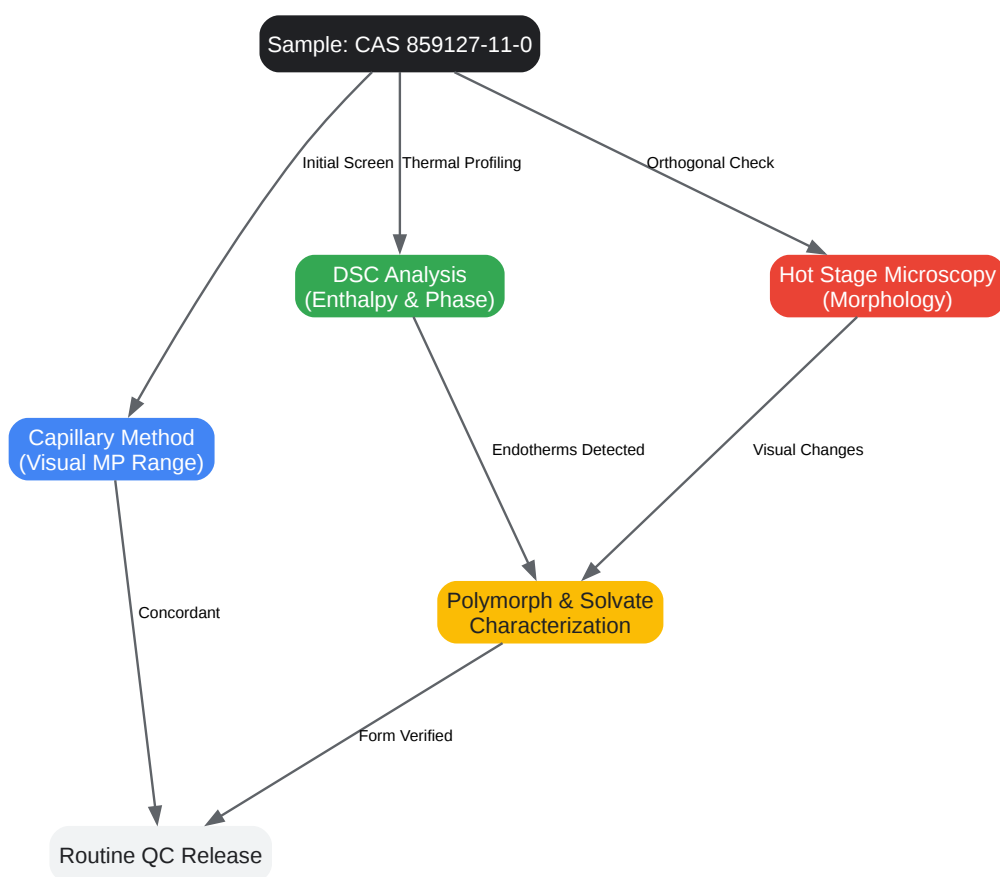 Sample: CAS 859127-11-0
Initial Screen
Thermal Profiling
Orthogonal Check
DSC Analysis
(Enthalpy & Phase)
Hot Stage Microscopy
(Morphology)
Capillary Method
(Visual MP Range)
Endotherms Detected
Visual Changes
Polymorph & Solvate
Characterization
Concordant
Form Verified
Routine QC Release